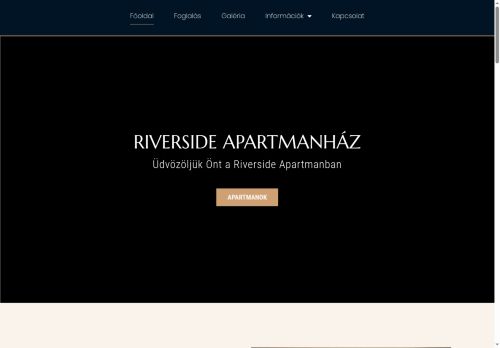 Főoldal Foglalás Galéria Információk Kapcsolat
RIVERSIDE APARTMANHÁZ
Üdvözöljük Önt a Riverside Apartmanban
APARTMANOK